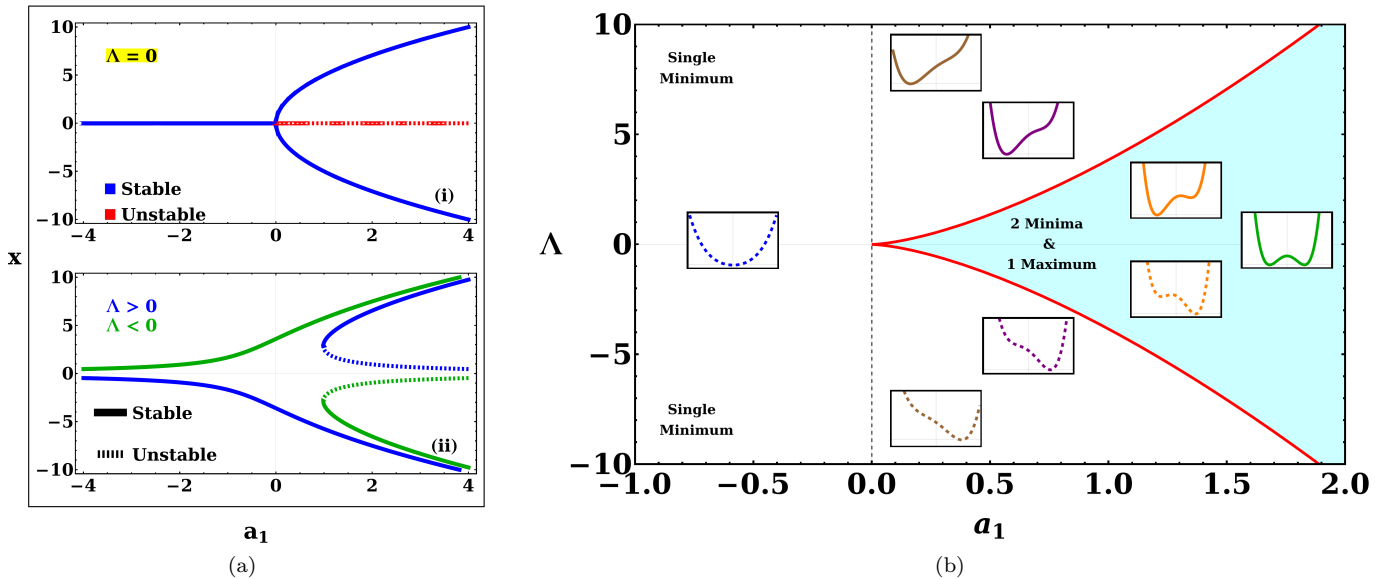 10
5
0
−5
−10
Λ = 0
Stable
Unstable
(i)
−4
−2
0
2
4
x
10
5
0
−5
−10
Λ > 0
Λ < 0
Stable
Unstable
(ii)
−4
−2
0
2
4
a1
(a)
10
5
0
−5
−10
Λ
Single
Minimum
2 Minima
&
1 Maximum
Single
Minimum
−1.0
−0.5
0.0
0.5
1.0
1.5
2.0
a1
(b)